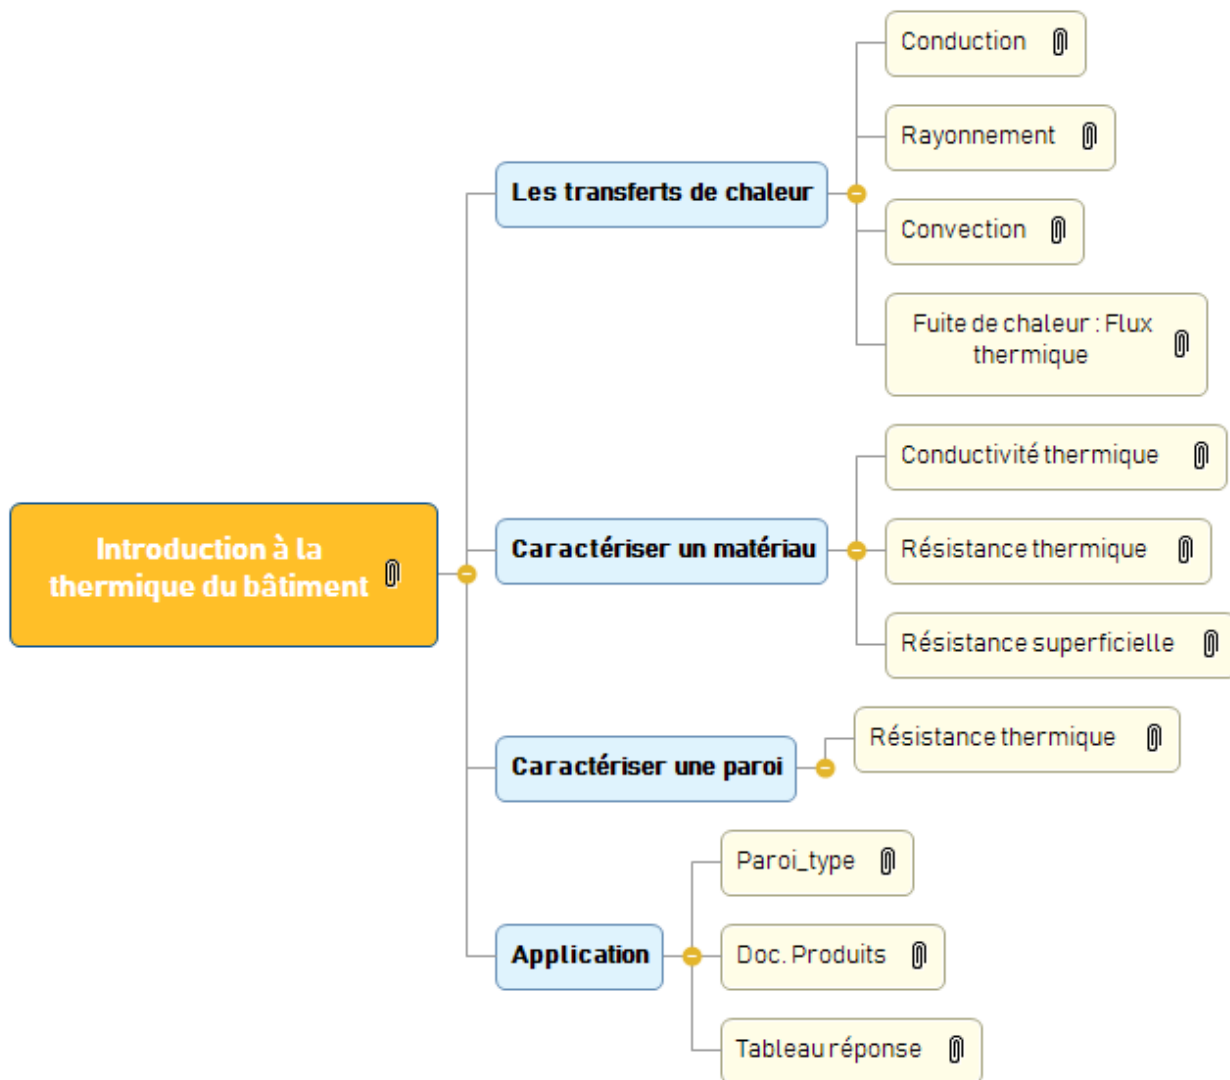 Introduction à la
thermique du bâtiment
Les transferts de chaleur
Conduction
Rayonnement
Convection
Fuite de chaleur : Flux
thermique
Caractériser un matériau
Conductivité thermique
Résistance thermique
Résistance superficielle
Caractériser une paroi
Résistance thermique
Application
Paroi_type
Doc. Produits
Tableau réponse